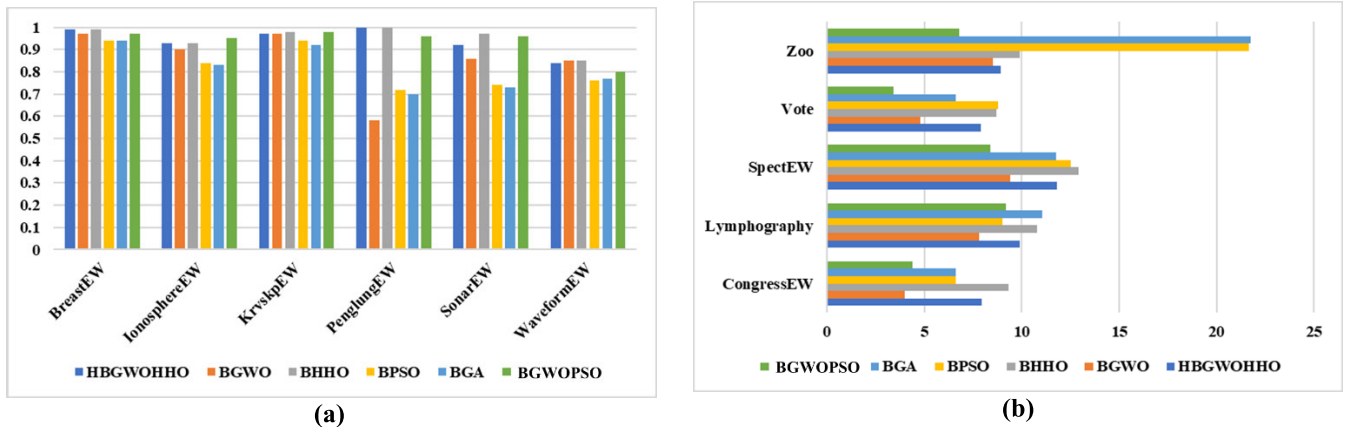 1
0.9
0.8
0.7
0.6
0.5
0.4
0.3
0.2
0.1
0
BreastEW
IonosphereEW
KrvskpEW
PenglungEW
SonarEW
WaveformEW
HBGWOHHO BGWO BHHO BPSO BGA BGWOPSO
(a)
Zoo
Vote
SpectEW
Lymphography
CongressEW
0 5 10 15 20 25
BGWOPSO BGA BPSO BHHO BGWO HBGWOHHO
(b)